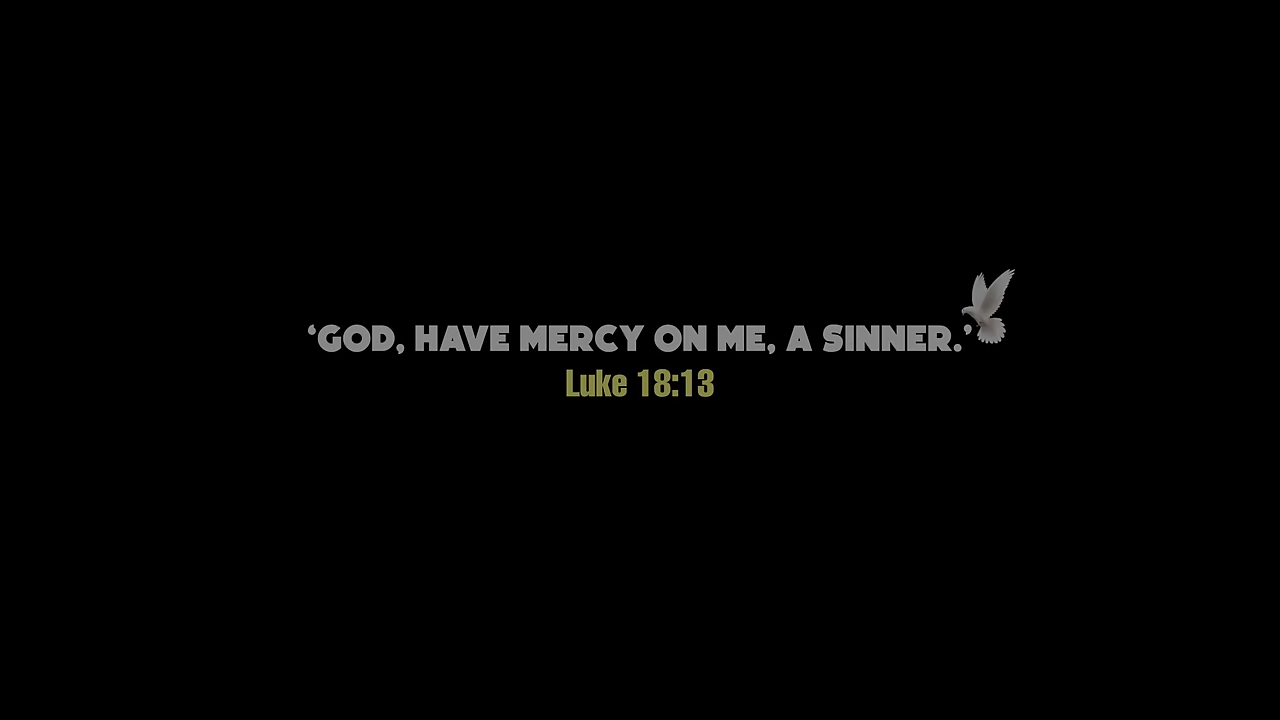 ‘GOD, HAVE MERCY ON ME, A SINNER.’
Luke 18:13